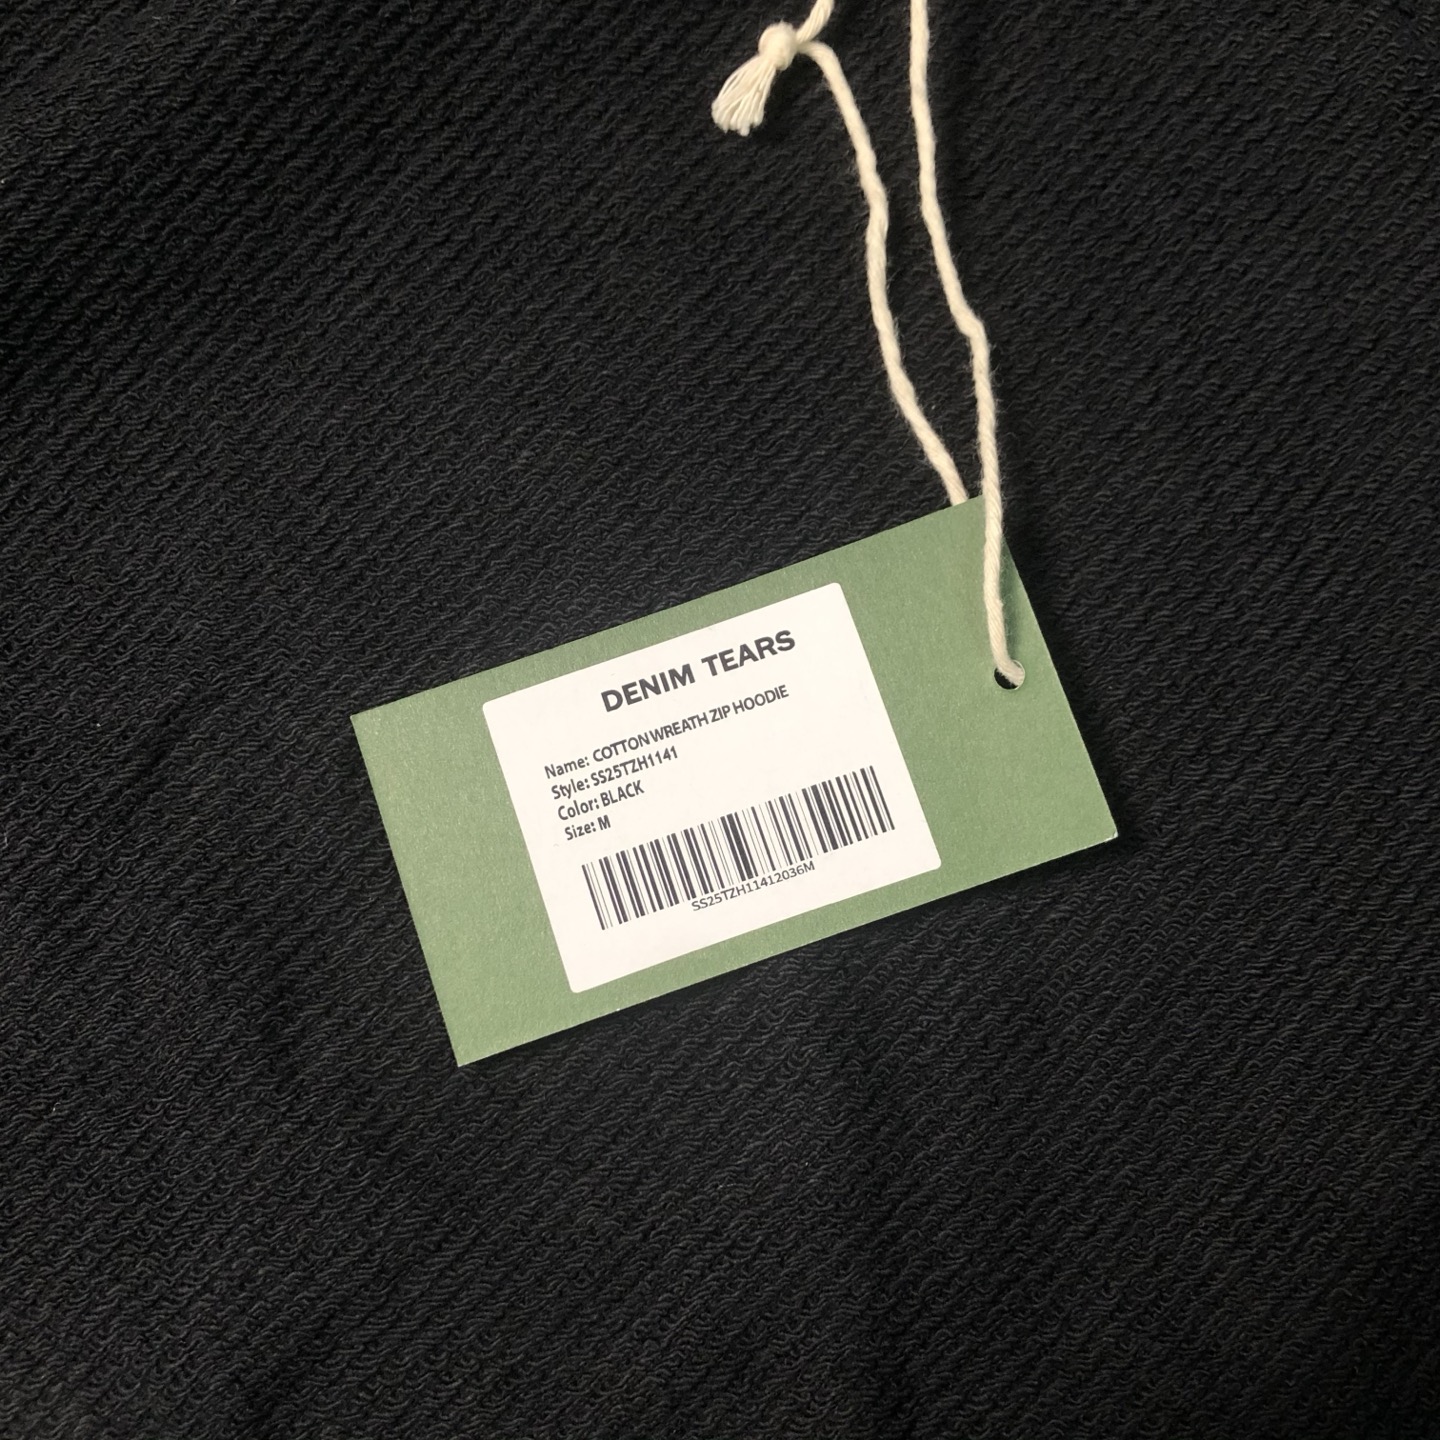 DENIM TEARS
Name: COTTON WREATH ZIP HOODIE
Style: SS25TZH1141
Color: BLACK
Size: M
SS25TZH11412036M